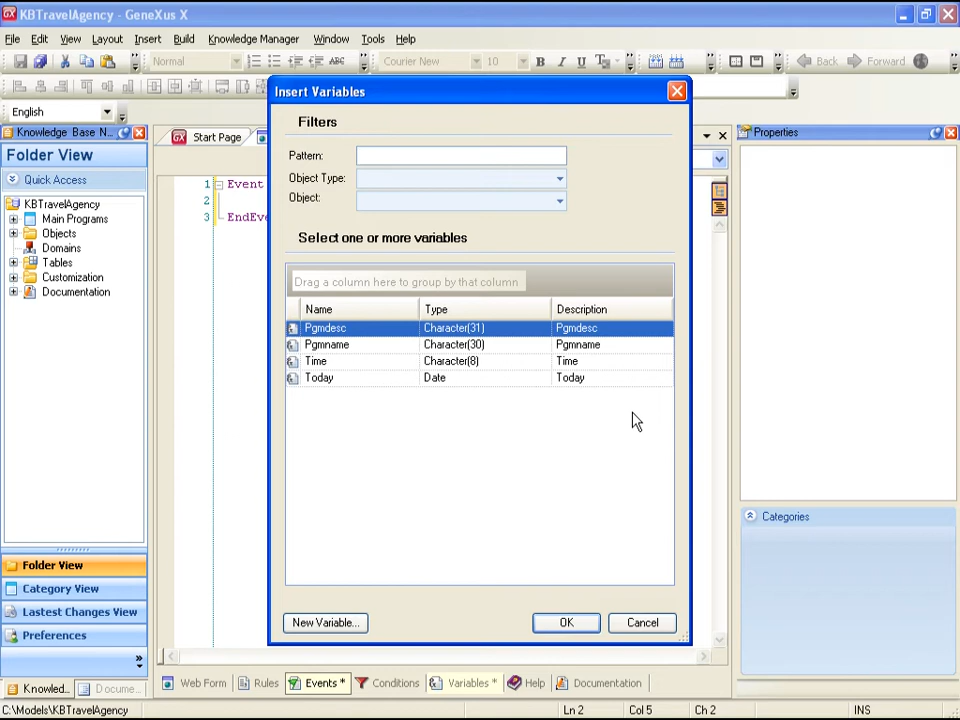 KBTravelAgency - GeneXus X
File Edit View Layout Insert Build Knowledge Manager Window Tools Help
Normal ABC Courier New 10 B I U Back Forward
English
Knowledge Base N...
Folder View
Quick Access
KBTravelAgency
Main Programs
Objects
Domains
Tables
Customization
Documentation
Folder View
Category View
Lastest Changes View
Preferences
Knowled... Docume...
Start Page
1 Event
2
3 EndEve
Insert Variables
Filters
Pattern:
Object Type:
Object:
Select one or more variables
Drag a column here to group by that column
Name Type Description
Pgmdesc Character(31) Pgmdesc
Pgmname Character(30) Pgmname
Time Character(8) Time
Today Date Today
New Variable... OK Cancel
Web Form Rules Events * Conditions Variables * Help Documentation
Properties
Categories
C:\Models\KBTravelAgency Ln 2 Col 5 Ch 2 INS